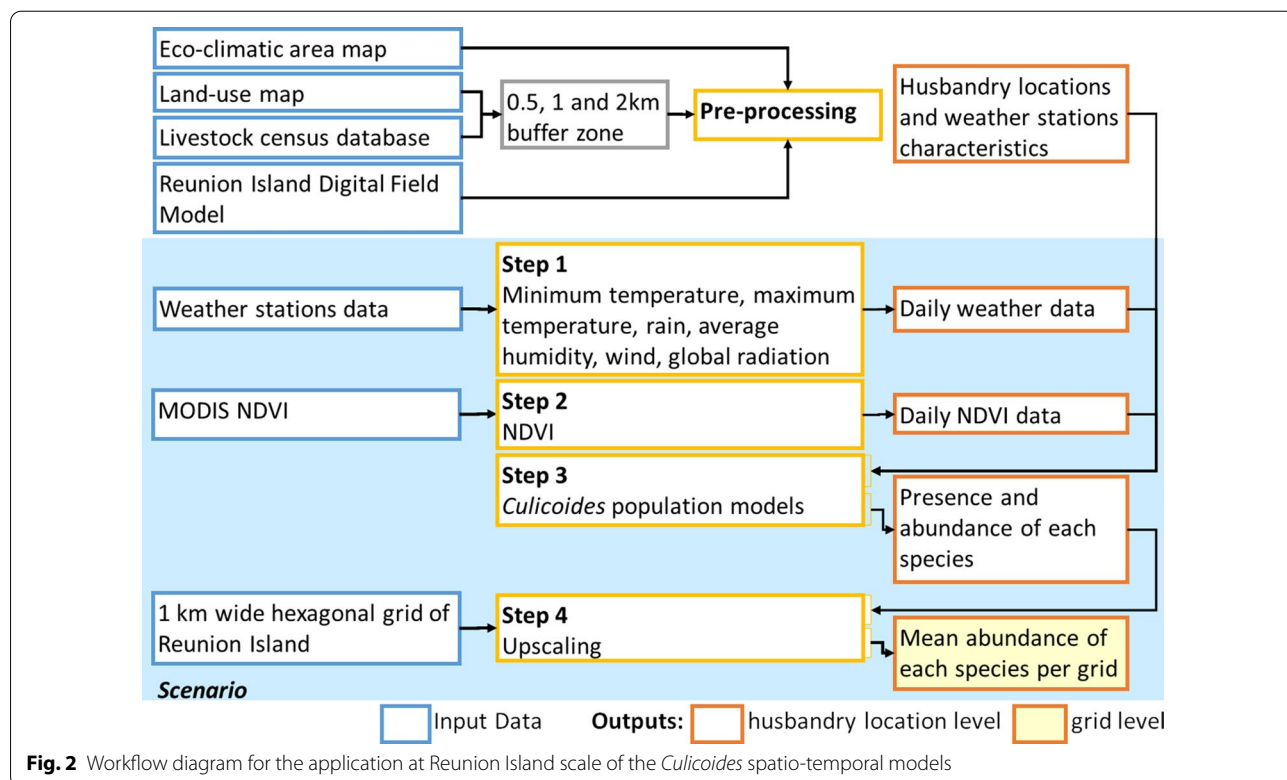 Eco-climatic area map
Land-use map
Livestock census database
Reunion Island Digital Field
Model
0.5, 1 and 2km
buffer zone
Pre-processing
Husbandry locations
and weather stations
characteristics
Weather stations data
Step 1
Minimum temperature, maximum
temperature, rain, average
humidity, wind, global radiation
Daily weather data
MODIS NDVI
Step 2
NDVI
Daily NDVI data
Step 3
Culicoides population models
Presence and
abundance of each
species
1 km wide hexagonal grid of
Reunion Island
Step 4
Upscaling
Mean abundance of
each species per grid
Scenario
Input Data
Outputs:
husbandry location level
grid level
Fig. 2 Workflow diagram for the application at Reunion Island scale of the Culicoides spatio-temporal models